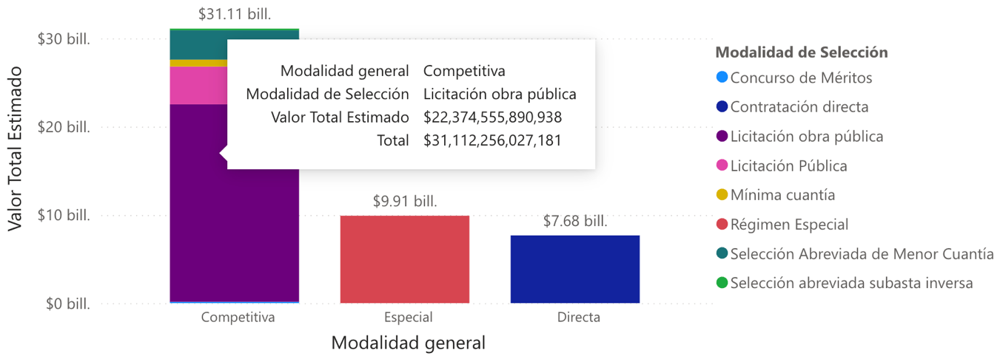 $31.11 bill.
$30 bill.
$20 bill.
$10 bill.
$0 bill.
Valor Total Estimado
Modalidad general Competitiva
Modalidad de Selección Licitación obra pública
Valor Total Estimado $22,374,555,890,938
Total $31,112,256,027,181
$9.91 bill.
$7.68 bill.
Competitiva
Especial
Directa
Modalidad general
Modalidad de Selección
Concurso de Méritos
Contratación directa
Licitación obra pública
Licitación Pública
Mínima cuantía
Régimen Especial
Selección Abreviada de Menor Cuantía
Selección abreviada subasta inversa